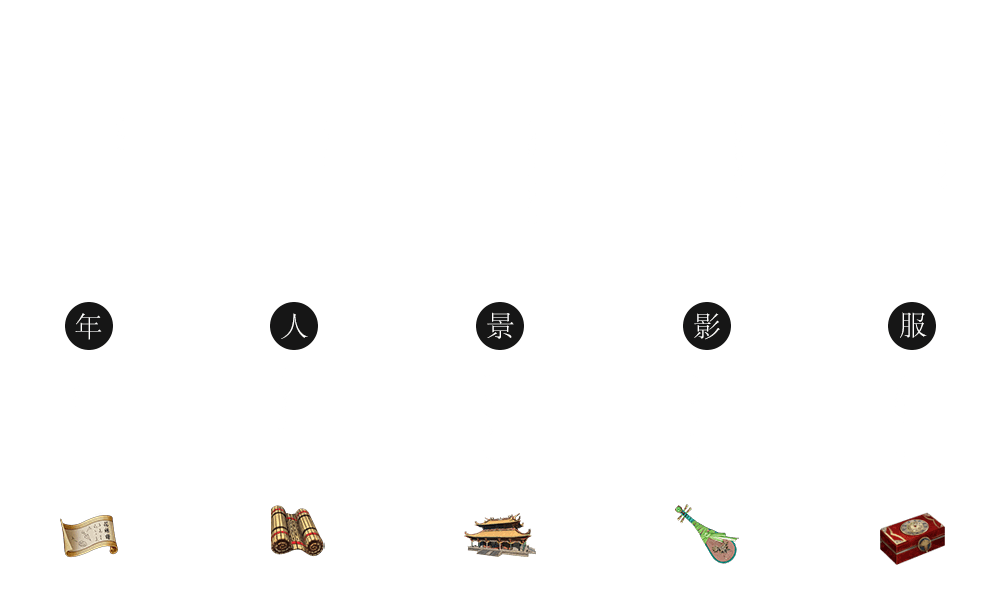 年 人 景 影 服